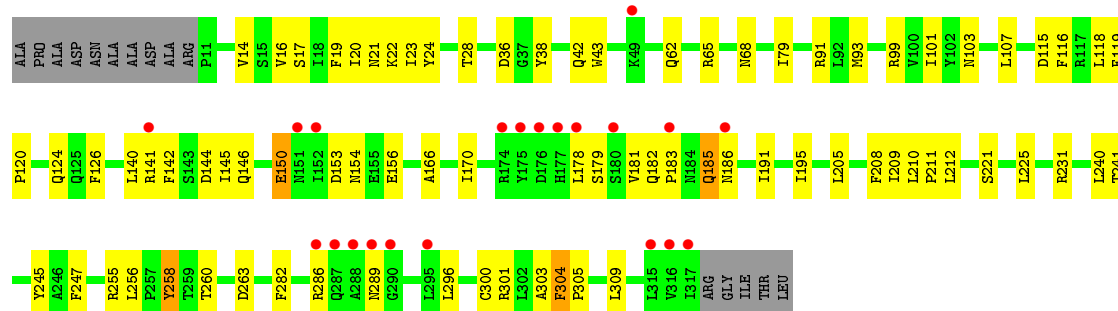 ALA PRO ALA ASP ASN ALA ALA ASP ALA ARG P11 V14 S15 V16 S17 I18 F19 I20 N21 K22 I23 Y24 T28 D36 G37 Y38 Q42 W43 K49 Q62 R65 N68 I79 R91 L92 M93 R99 V100 I101 Y102 N103 L107 D115 F116 R117 L118 E119
P120 Q124 Q125 F126 L140 R141 F142 S143 D144 I145 Q146 E150 N151 I152 D153 N154 E155 E156 A166 I170 R174 Y175 D176 H177 L178 S179 S180 V181 Q182 P183 N184 Q185 N186 I191 I195 L205 F208 I209 L210 P211 L212 S221 L225 R231 L240 T241
Y245 A246 F247 R255 L256 P257 Y258 T259 T260 D263 F282 R286 Q287 A288 N289 G290 L295 L296 C300 R301 L302 A303 F304 P305 L309 L315 V316 I317 ARG GLY ILE THR LEU